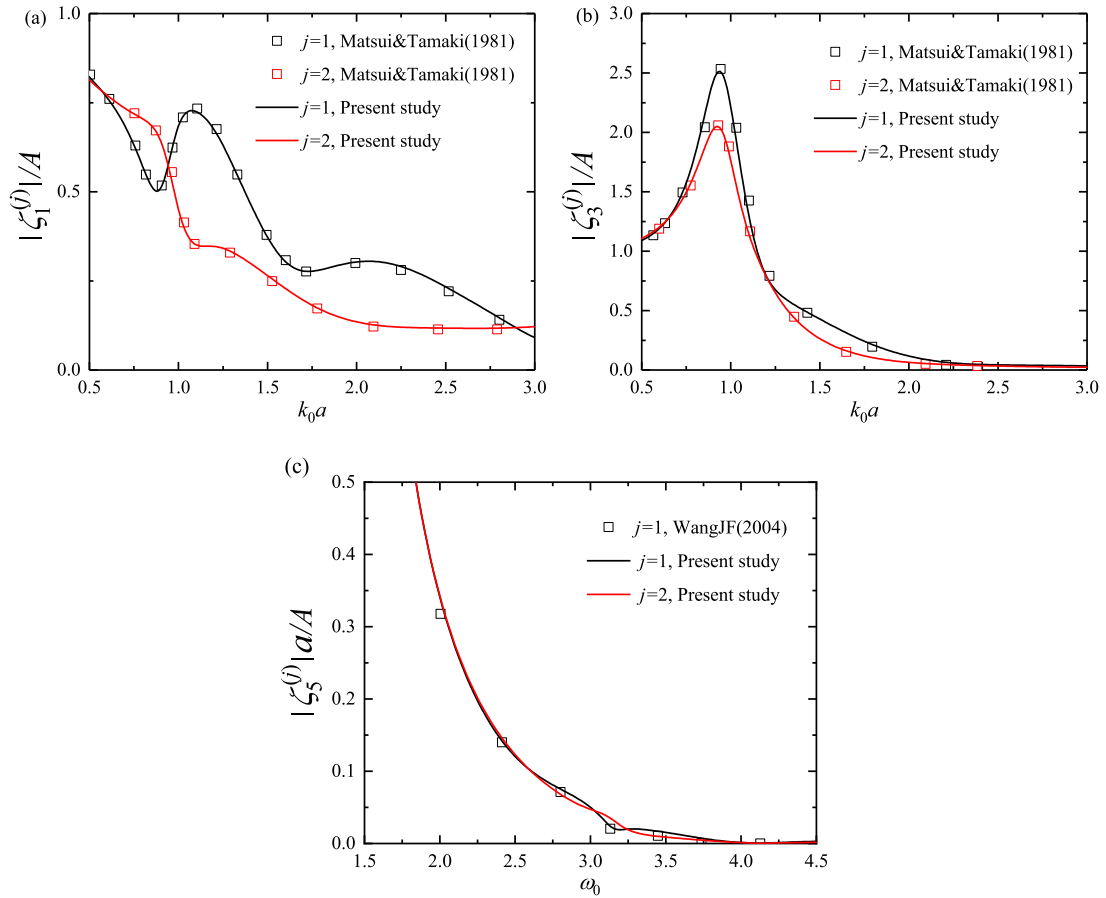 (a)
1.0
0.5
0.0
0.5 1.0 1.5 2.0 2.5 3.0
k₀a
|ζ₁⁽ʲ⁾|/A
j=1, Matsui&Tamaki(1981)
j=2, Matsui&Tamaki(1981)
j=1, Present study
j=2, Present study
(b)
3.0
2.5
2.0
1.5
1.0
0.5
0.0
0.5 1.0 1.5 2.0 2.5 3.0
k₀a
|ζ₃⁽ʲ⁾|/A
j=1, Matsui&Tamaki(1981)
j=2, Matsui&Tamaki(1981)
j=1, Present study
j=2, Present study
(c)
0.5
0.4
0.3
0.2
0.1
0.0
1.5 2.0 2.5 3.0 3.5 4.0 4.5
ω₀
|ζ₅⁽ʲ⁾|a/A
j=1, WangJF(2004)
j=1, Present study
j=2, Present study